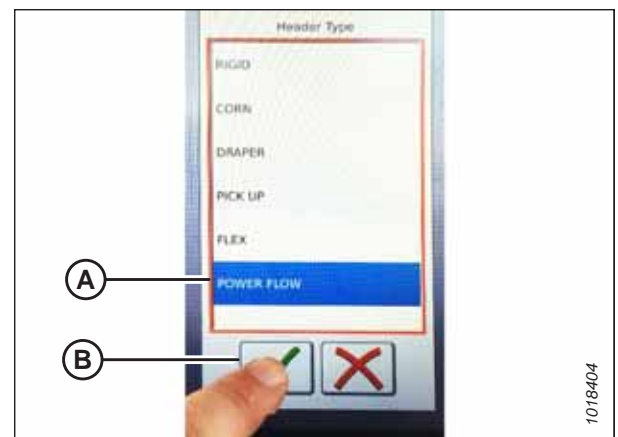 Header Type
RIGID
CORN
DRAPER
PICK UP
FLEX
A
POWER FLOW
B
1018404